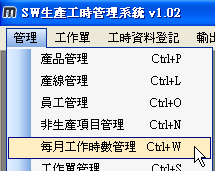 SW生產工時管理系統 v1.02
管理 工作單 工時資料登記 輸出
產品管理 Ctrl+P
產線管理 Ctrl+L
員工管理 Ctrl+O
非生產項目管理 Ctrl+N
每月工作時數管理 Ctrl+W
工作單管理 Ctrl+S